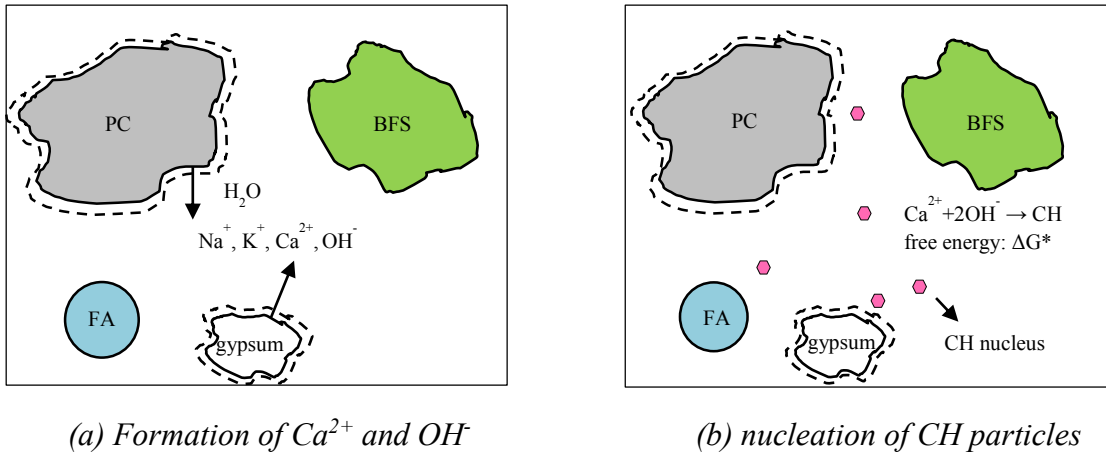 PC
BFS
H₂O
Na⁺, K⁺, Ca²⁺, OH⁻
FA
gypsum
(a) Formation of Ca²⁺ and OH⁻
PC
BFS
Ca²⁺+2OH⁻ → CH
free energy: ΔG*
FA
gypsum
CH nucleus
(b) nucleation of CH particles